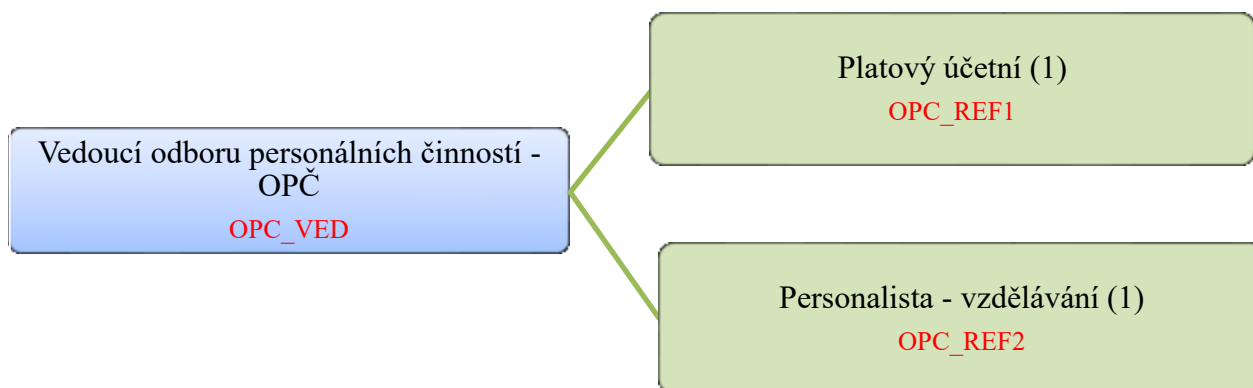 Vedoucí odboru personálních činností -
OPČ
OPC_VED
Platový účetní (1)
OPC_REF1
Personalista - vzdělávání (1)
OPC_REF2